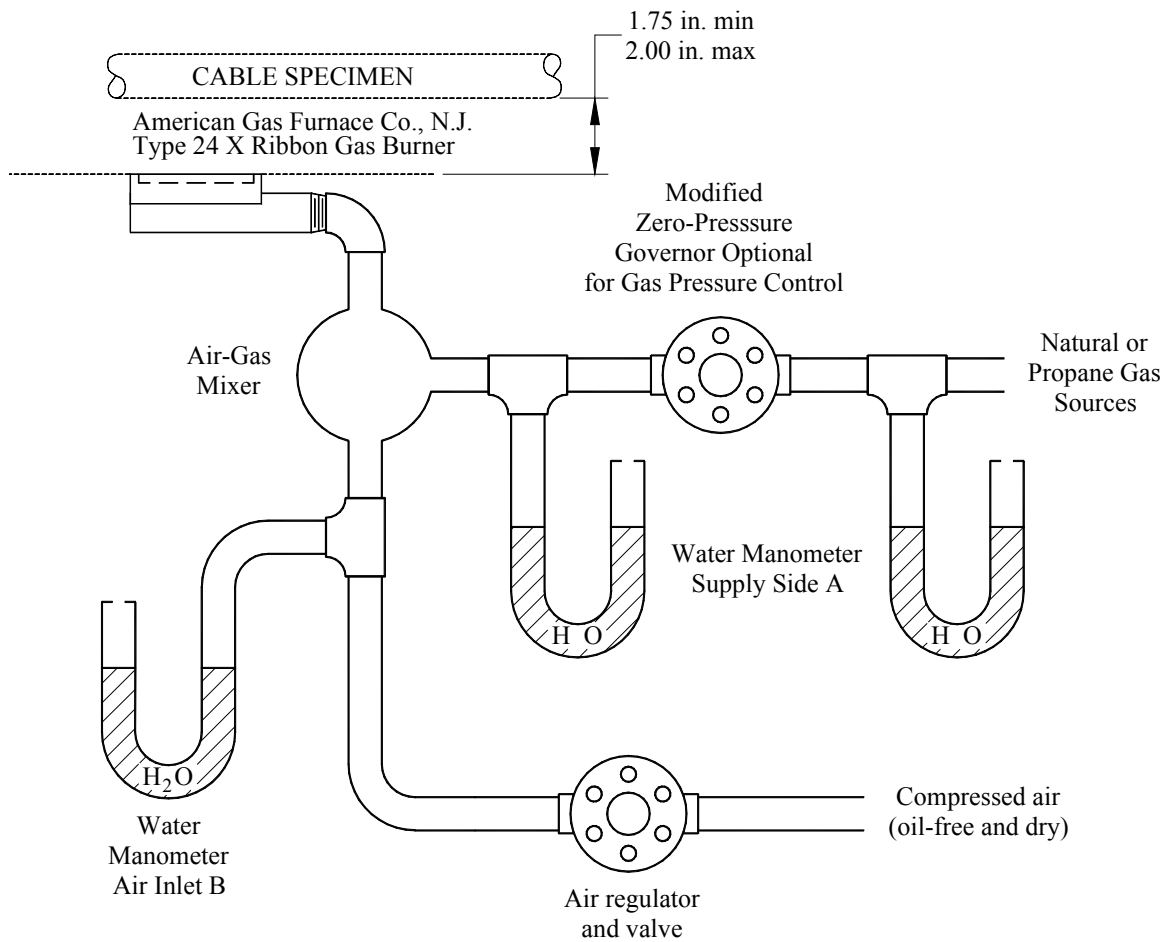 1.75 in. min
2.00 in. max
CABLE SPECIMEN
American Gas Furnace Co., N.J.
Type 24 X Ribbon Gas Burner
Modified
Zero-Presssure
Governor Optional
for Gas Pressure Control
Air-Gas
Mixer
Natural or
Propane Gas
Sources
Water Manometer
Supply Side A
H O
H O
H₂O
Water
Manometer
Air Inlet B
Compressed air
(oil-free and dry)
Air regulator
and valve